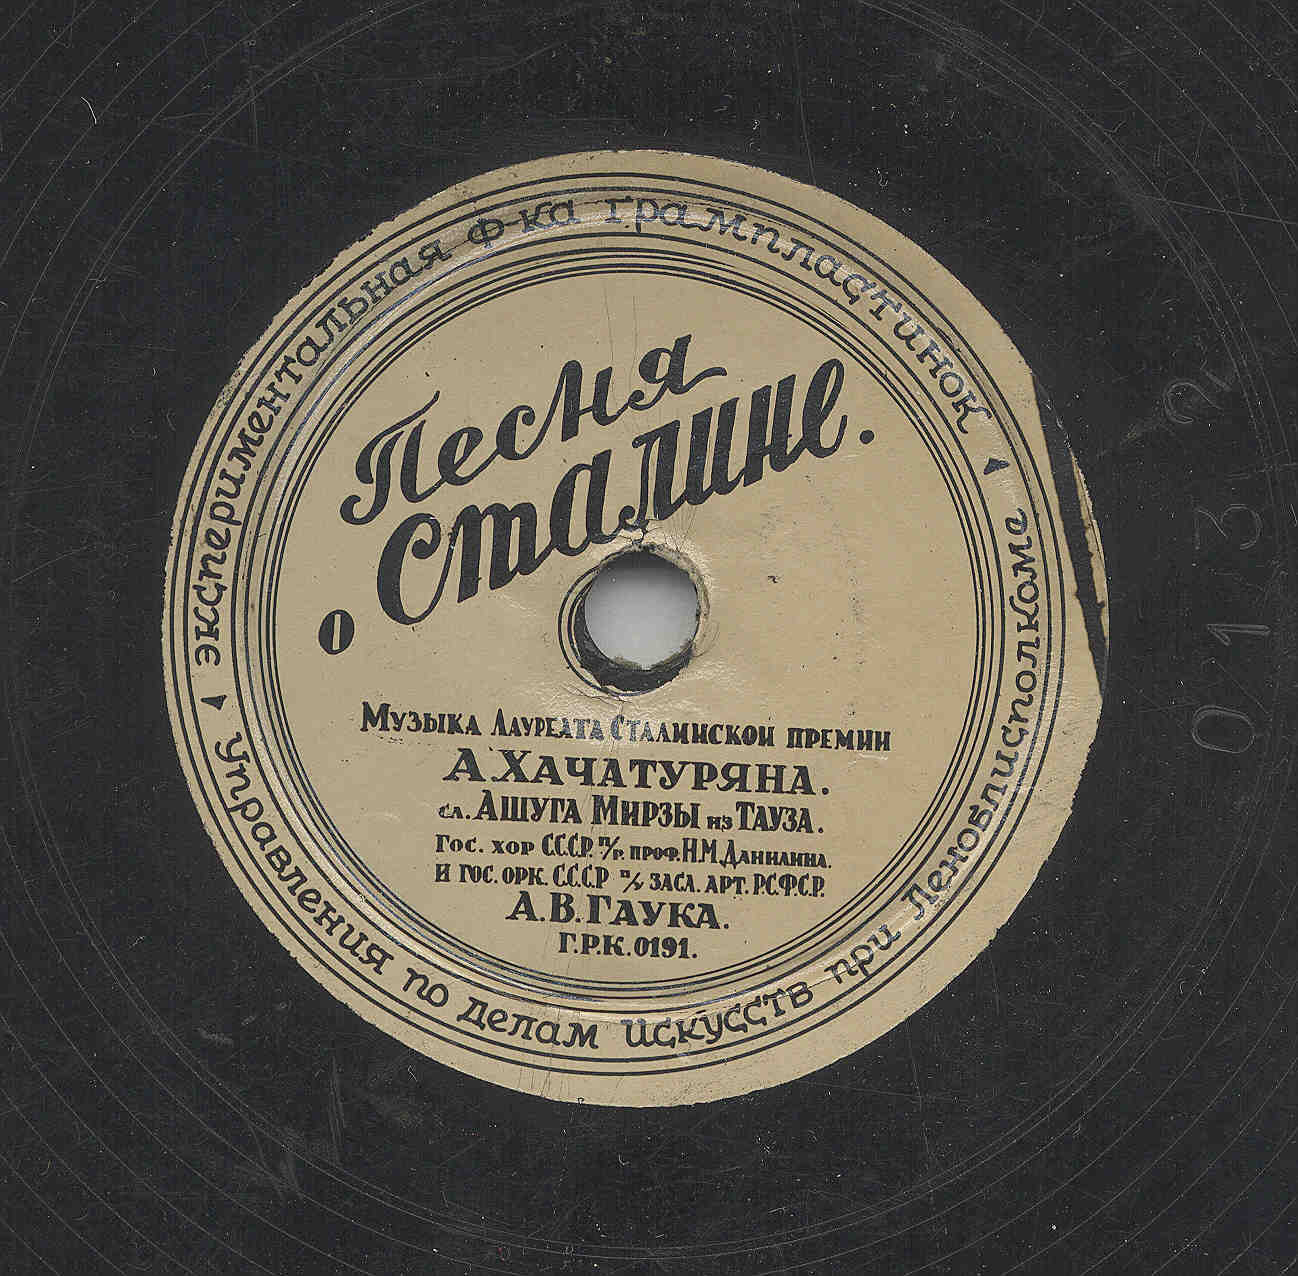 экспериментальная ф-ка грампластинок
Управления по делам искусств при Леноблисполкоме
Песня
о Сталине.
Музыка Лауреата Сталинской премии
А. ХАЧАТУРЯНА.
сл. Ашуга Мирзы из Тауза.
Гос. хор С.С.С.Р. п/р. проф. Н.М. Данилина.
И гос. орк. С.С.С.Р п/у засл. арт. Р.С.Ф.С.Р.
А.В. ГАУКА.
Г.Р.К. 0191.
0132